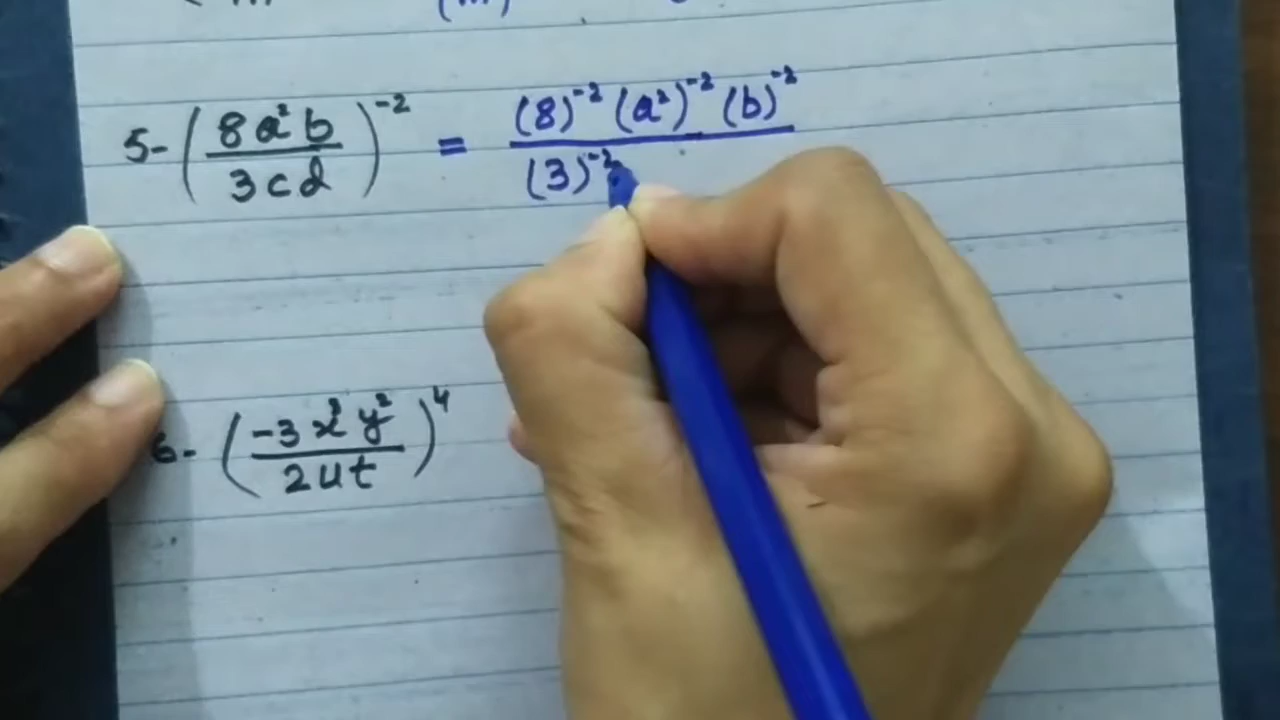 5- (8a²b / 3cd)⁻² = (8)⁻² (a²)⁻² (b)⁻² / (3)⁻²
6- (-3x²y² / 2ut)⁴